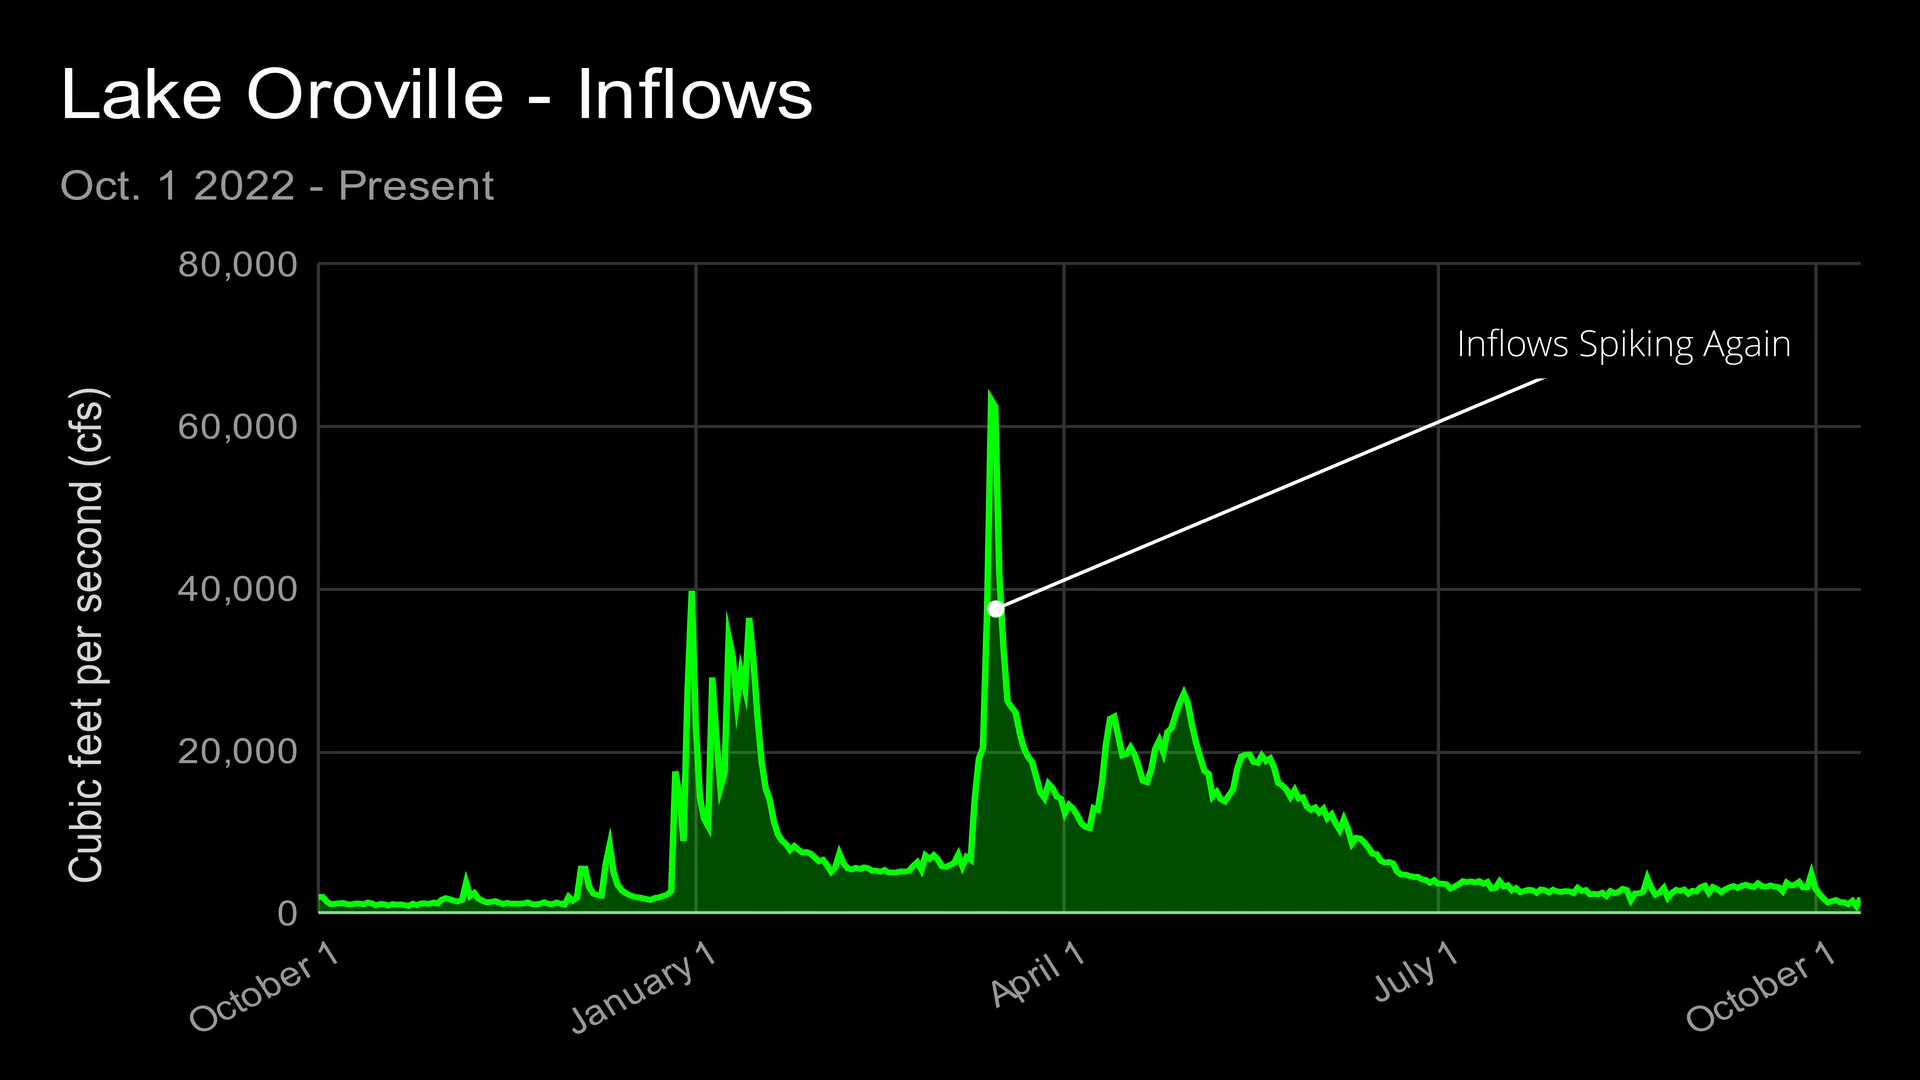 Lake Oroville - Inflows
Oct. 1 2022 - Present
Cubic feet per second (cfs)
80,000
60,000
40,000
20,000
0
Inflows Spiking Again
October 1
January 1
April 1
July 1
October 1